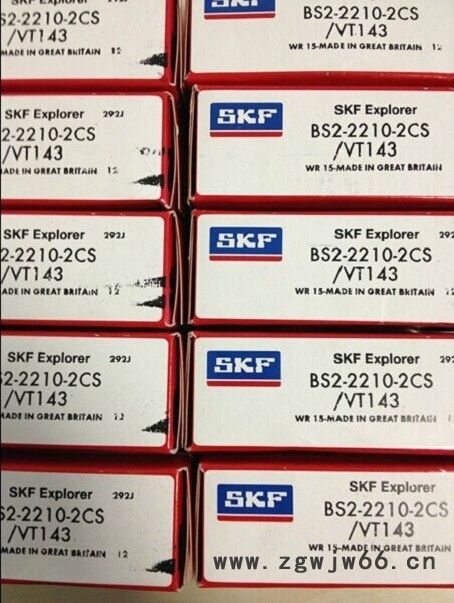 SKF Explorer
S2-2210-2CS
/VT143
-MADE IN GREAT BRITAIN 12
SKF
BS2-2210-2CS
/VT143
WR 15-MADE IN GREAT BRITAIN 12
SKF Explorer 292J
2-2210-2CS
/VT143
MADE IN GREAT BRITAIN 12
SKF
SKF Explorer
BS2-2210-2CS
/VT143
WR 15-MADE IN GREAT BRITAIN
SKF Explorer 292J
2-2210-2CS
/VT143
ADE IN GREAT BRITAIN 12
SKF
SKF Explorer 292
BS2-2210-2CS
/VT143
WR 15-MADE IN GREAT BRITAIN
SKF Explorer 292J
S2-2210-2CS
/VT143
MADE IN GREAT BRITAIN 12
SKF
SKF Explorer 292
BS2-2210-2CS
/VT143
WR 15-MADE IN GREAT BRITAIN
SKF Explorer 292J
S2-2210-2CS
/VT143
-MADE IN GREAT BRITAIN 12
SKF
SKF Explorer
BS2-2210-2CS
/VT143
WR 15-MADE IN GREAT BRITAIN
www.zgwjw66.cn